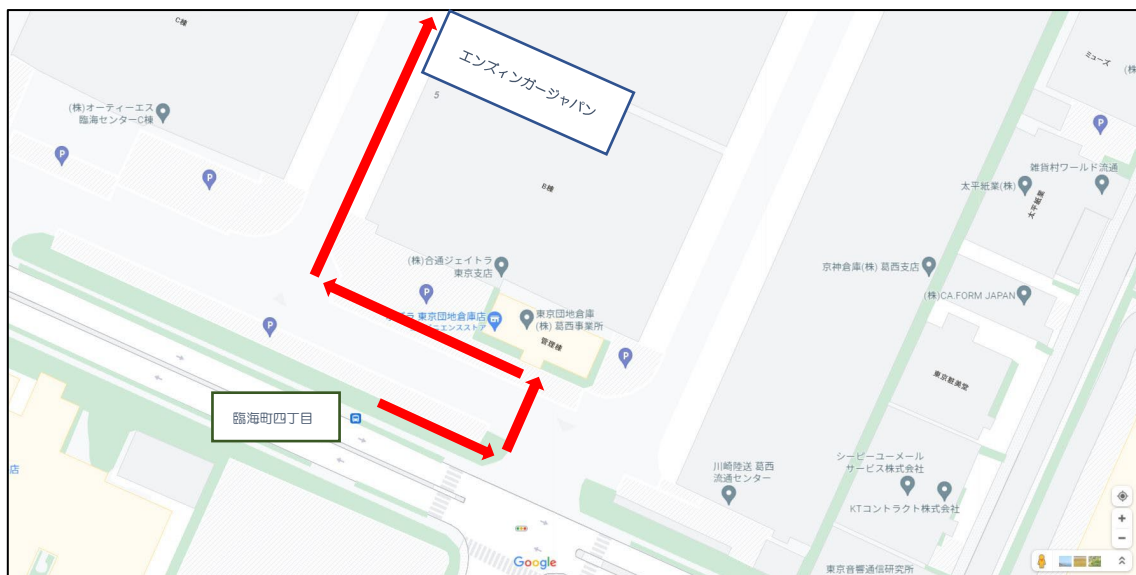 C棟
エンズィンガージャパン
5
(株)オーティーエス
臨海センターC棟
P
P
B棟
ミューズ
(株
P
雑貨村ワールド流通
太平紙業(株)
太平紙業
(株)合通ジェイトラ
東京支店
京神倉庫(株) 葛西支店
(株)CA.FORM JAPAN
P
東京団地倉庫店
ニエンスストア
東京団地倉庫
(株) 葛西事業所
管理棟
P
P
臨海町四丁目
店
川崎陸送 葛西
流通センター
シービーユーメール
サービス株式会社
KTコントラクト株式会社
Google
東京音響通信研究所